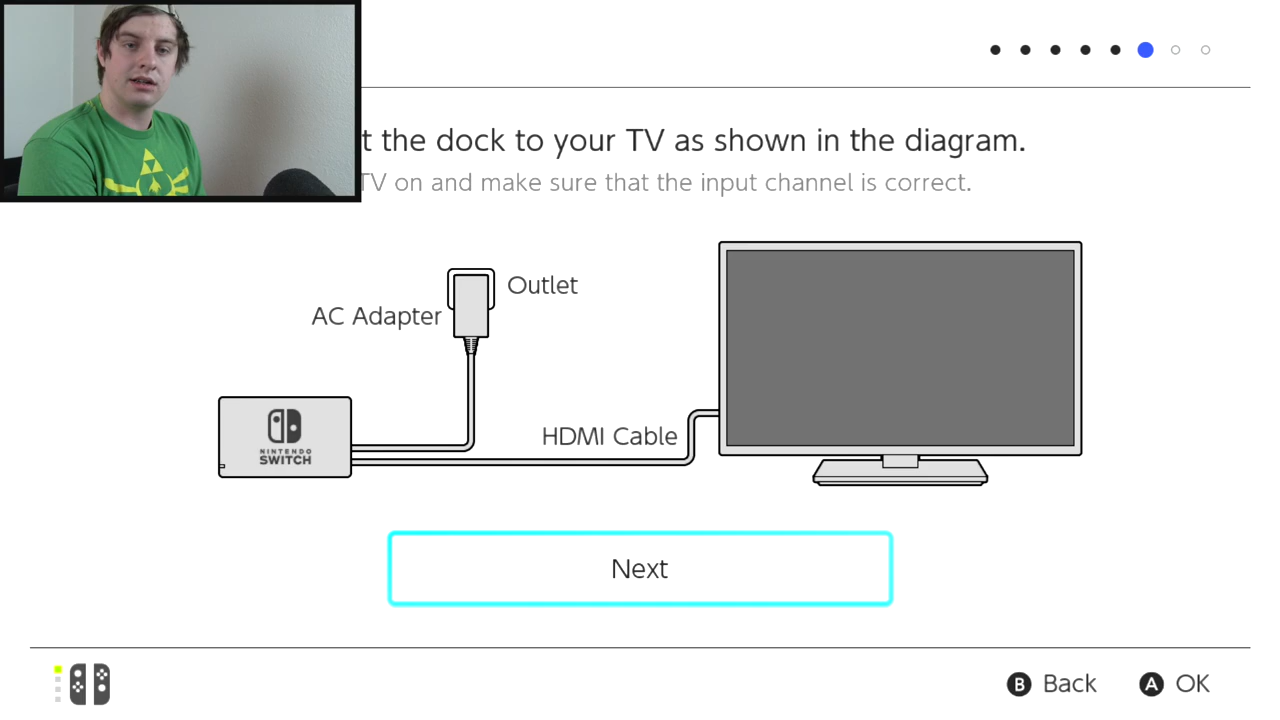 t the dock to your TV as shown in the diagram.
TV on and make sure that the input channel is correct.
Outlet
AC Adapter
HDMI Cable
NINTENDO
SWITCH
Next
B Back A OK